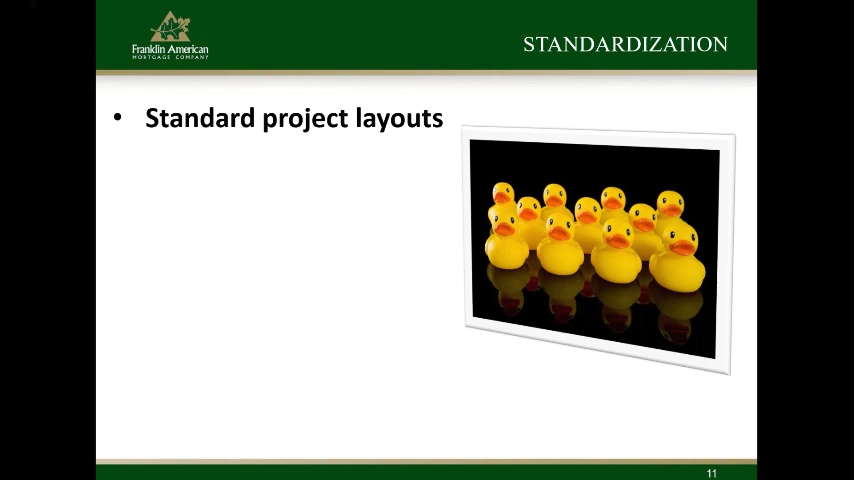 Franklin American
MORTGAGE COMPANY
STANDARDIZATION
• Standard project layouts
11